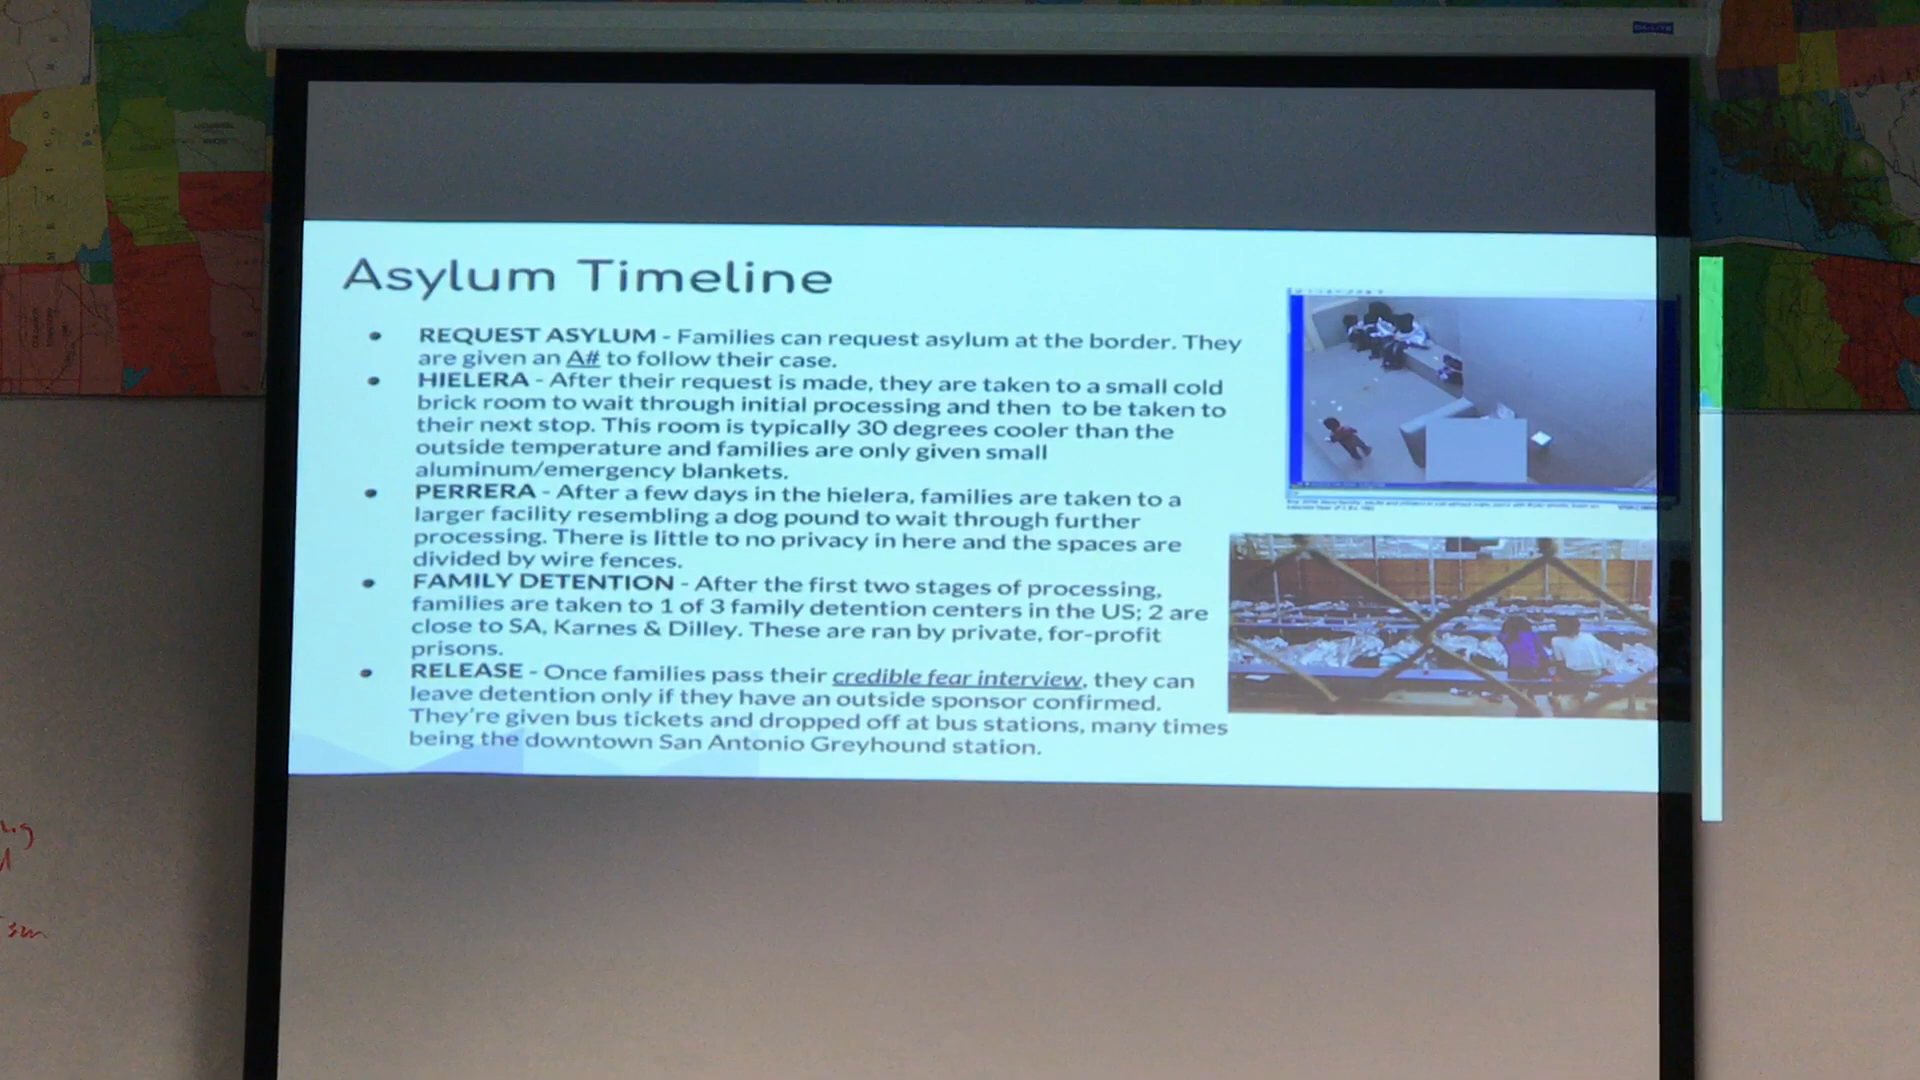 Asylum Timeline
● REQUEST ASYLUM - Families can request asylum at the border. They
are given an A# to follow their case.
● HIELERA - After their request is made, they are taken to a small cold
brick room to wait through initial processing and then to be taken to
their next stop. This room is typically 30 degrees cooler than the
outside temperature and families are only given small
aluminum/emergency blankets.
● PERRERA - After a few days in the hielera, families are taken to a
larger facility resembling a dog pound to wait through further
processing. There is little to no privacy in here and the spaces are
divided by wire fences.
● FAMILY DETENTION - After the first two stages of processing,
families are taken to 1 of 3 family detention centers in the US; 2 are
close to SA, Karnes & Dilley. These are ran by private, for-profit
prisons.
● RELEASE - Once families pass their credible fear interview, they can
leave detention only if they have an outside sponsor confirmed.
They're given bus tickets and dropped off at bus stations, many times
being the downtown San Antonio Greyhound station.